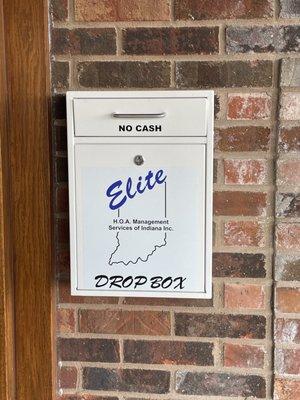 NO CASH
Elite
H.O.A. Management
Services of Indiana Inc.
DROP BOX